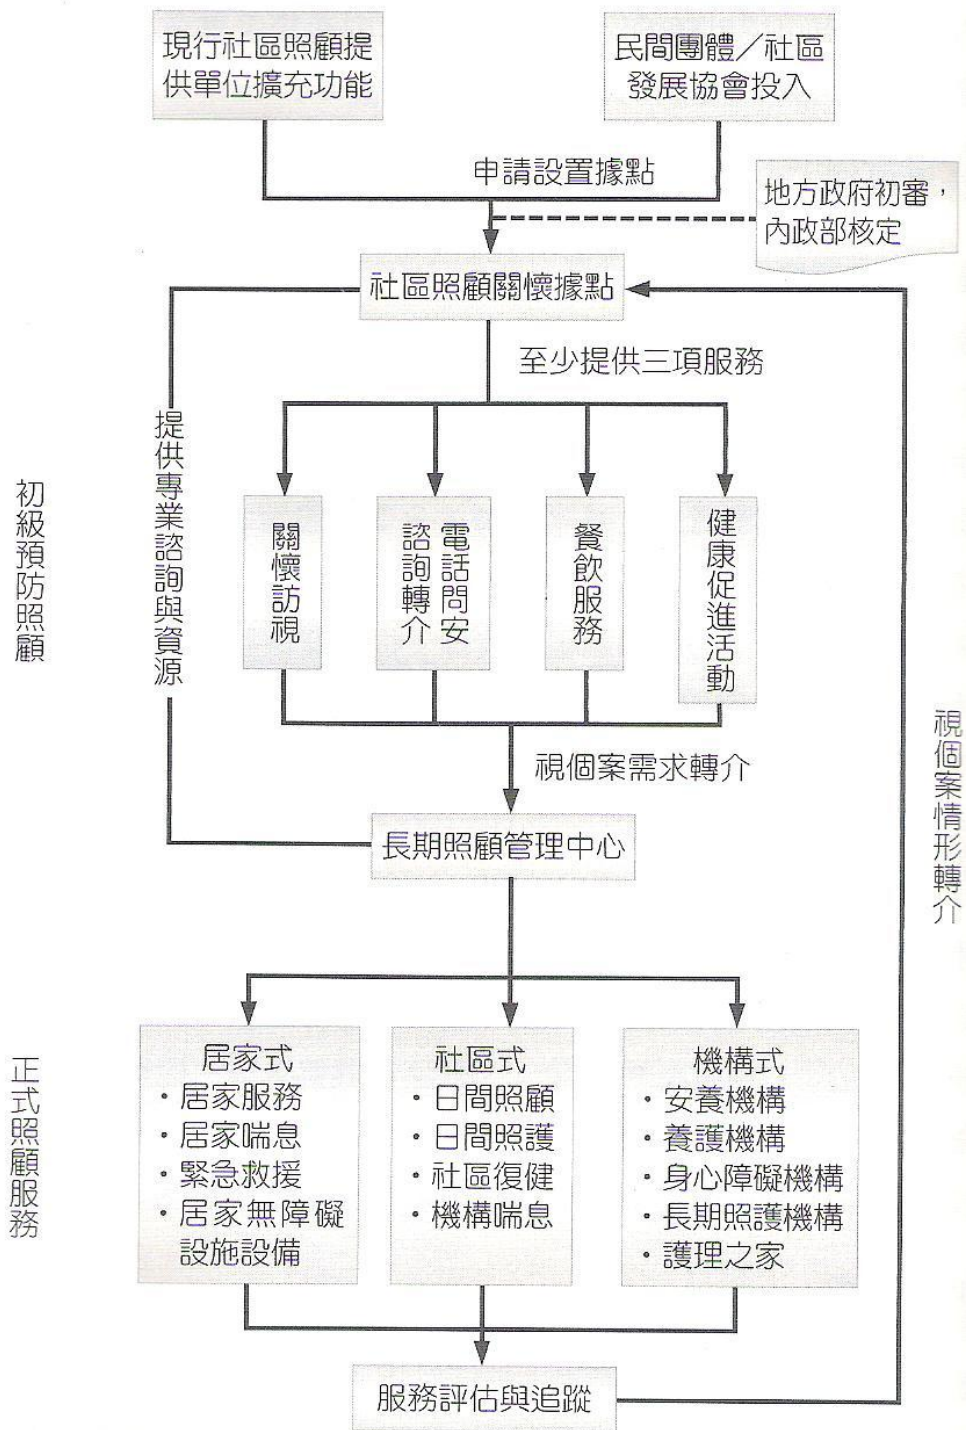 現行社區照顧提
供單位擴充功能
民間團體／社區
發展協會投入
申請設置據點
地方政府初審，
內政部核定
社區照顧關懷據點
至少提供三項服務
提供專業諮詢與資源
初級預防照顧
關懷訪視
電話問安
諮詢轉介
餐飲服務
健康促進活動
視個案需求轉介
視個案情形轉介
長期照顧管理中心
正式照顧服務
居家式
・居家服務
・居家喘息
・緊急救援
・居家無障礙
設施設備
社區式
・日間照顧
・日間照護
・社區復健
・機構喘息
機構式
・安養機構
・養護機構
・身心障礙機構
・長期照護機構
・護理之家
服務評估與追蹤